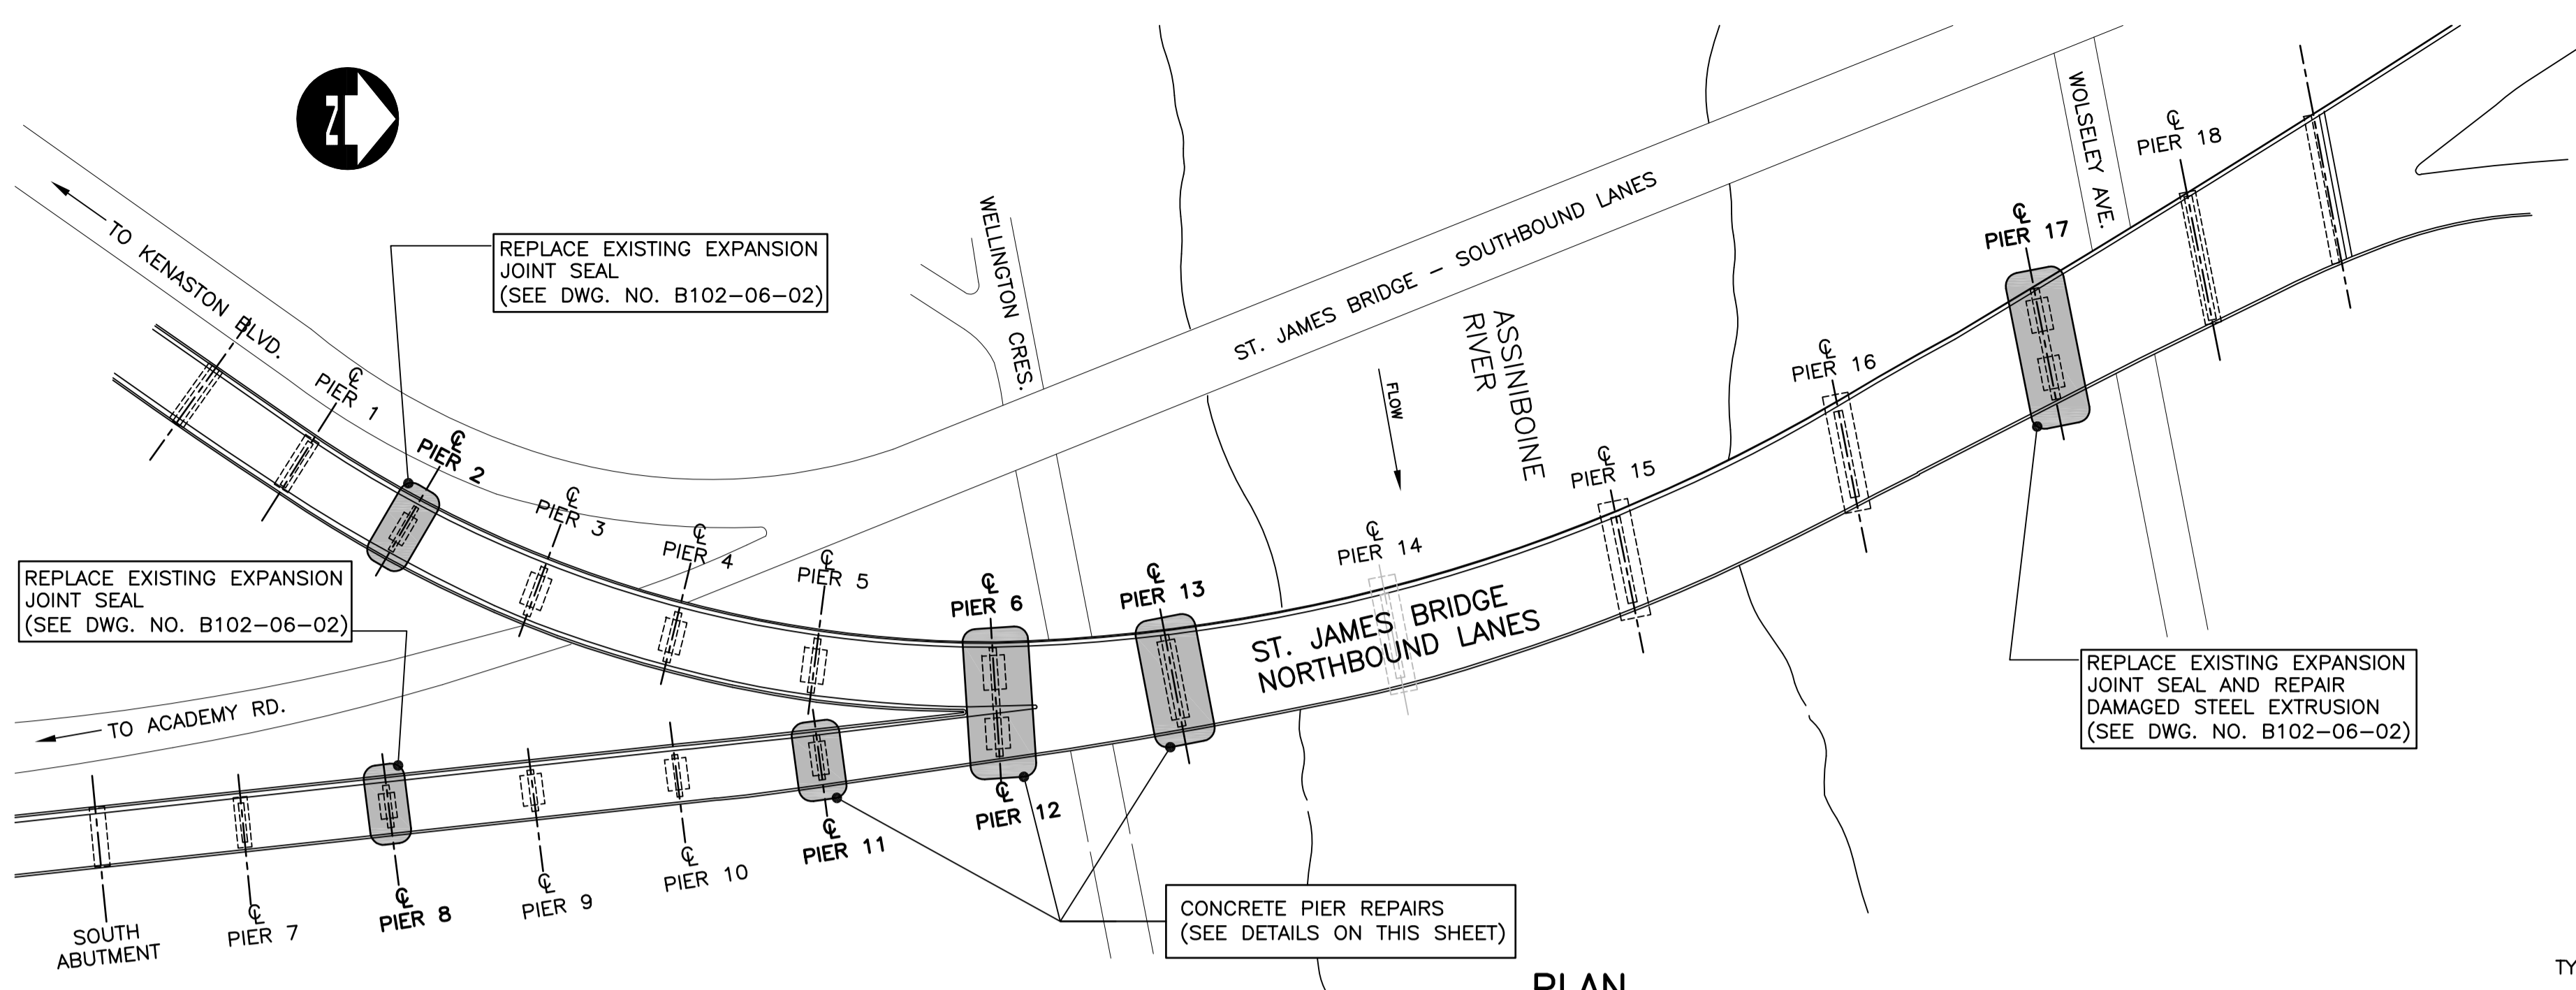 N
TO KENASTON BLVD.
REPLACE EXISTING EXPANSION
JOINT SEAL
(SEE DWG. NO. B102-06-02)
WELLINGTON CRES.
ST. JAMES BRIDGE - SOUTHBOUND LANES
ASSINIBOINE
RIVER
FLOW
WOLSELEY AVE.
℄
PIER 18
℄
PIER 17
℄
PIER 16
℄
PIER 15
℄
PIER 14
℄
PIER 1
℄
PIER 2
℄
PIER 3
℄
PIER 4
℄
PIER 5
℄
PIER 6
℄
PIER 13
ST. JAMES BRIDGE
NORTHBOUND LANES
REPLACE EXISTING EXPANSION
JOINT SEAL
(SEE DWG. NO. B102-06-02)
REPLACE EXISTING EXPANSION
JOINT SEAL AND REPAIR
DAMAGED STEEL EXTRUSION
(SEE DWG. NO. B102-06-02)
TO ACADEMY RD.
SOUTH
ABUTMENT
℄
PIER 7
℄
PIER 8
℄
PIER 9
℄
PIER 10
℄
PIER 11
℄
PIER 12
CONCRETE PIER REPAIRS
(SEE DETAILS ON THIS SHEET)
PLAN
TY